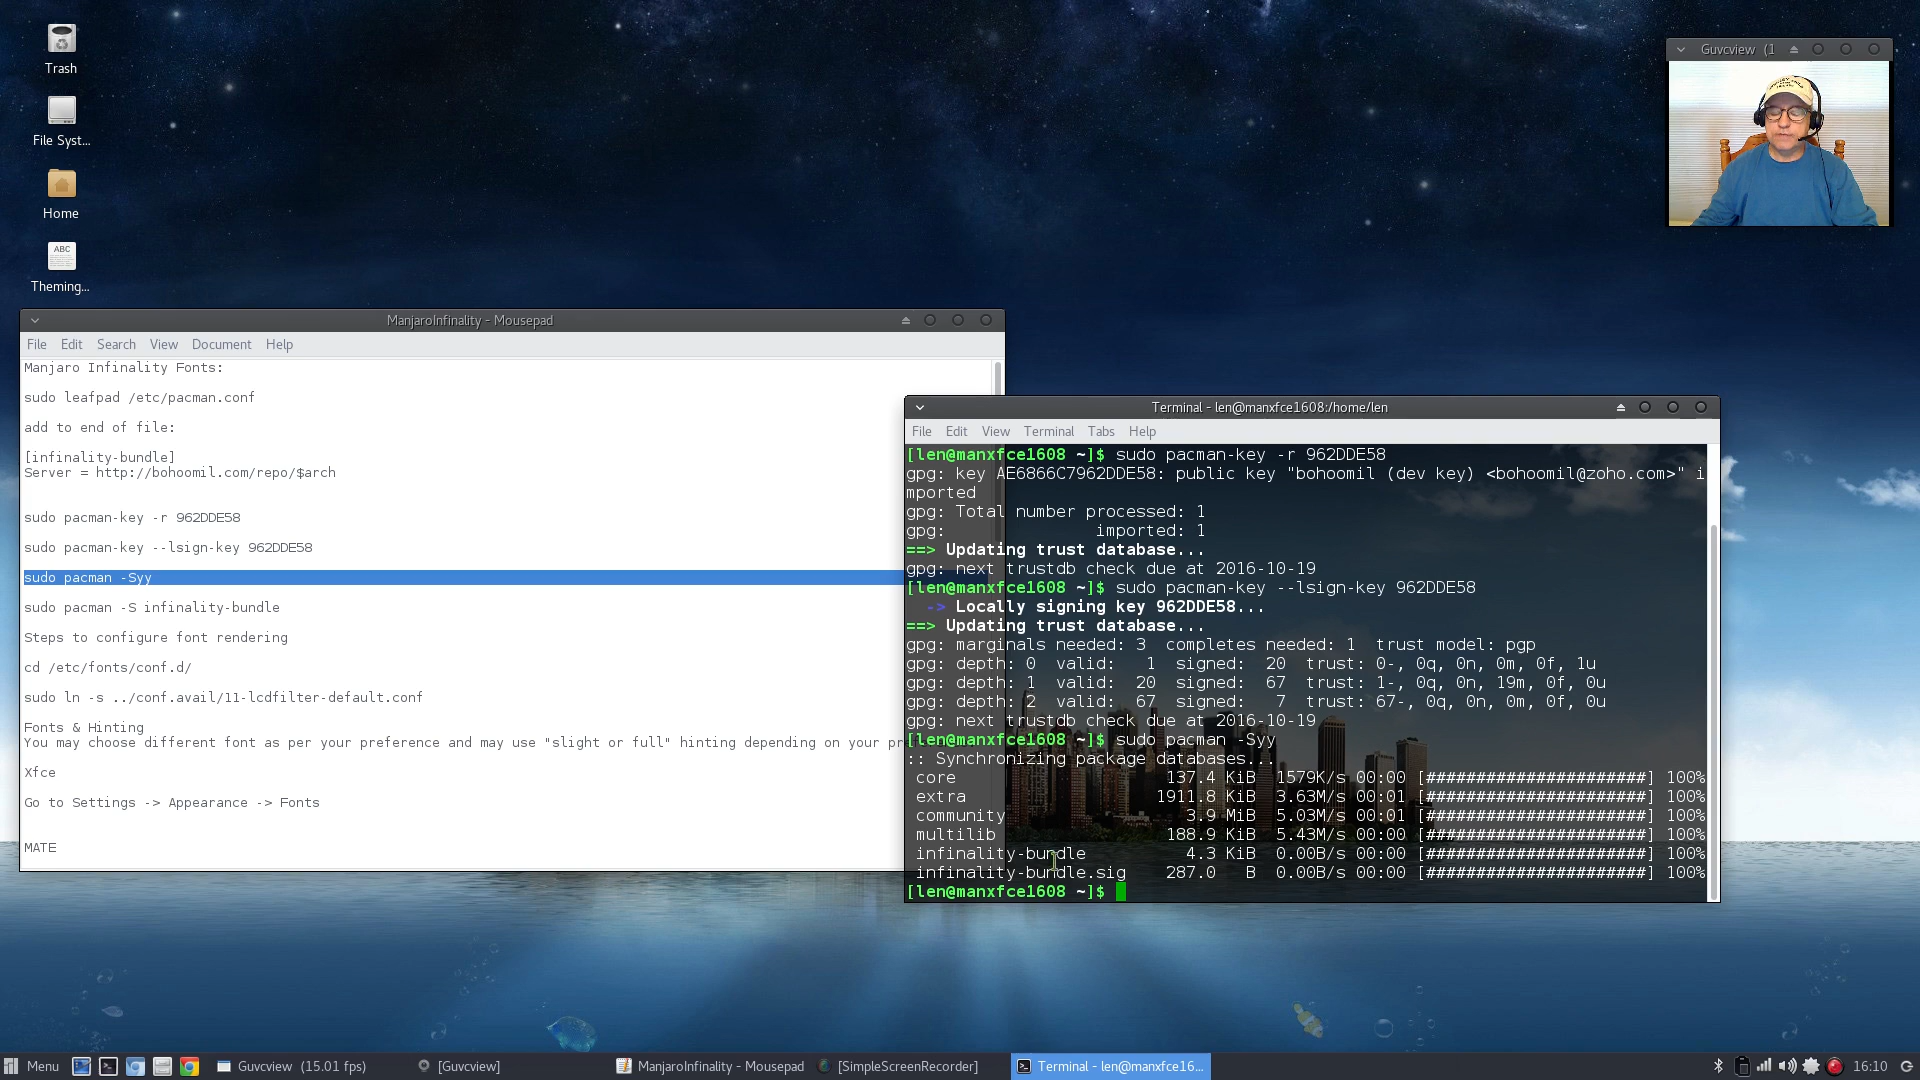 Trash
File Syst...
Home
ABC
Theming...
Guvcview (1
ManjaroInfinality - Mousepad
File Edit Search View Document Help
Manjaro Infinality Fonts:
sudo leafpad /etc/pacman.conf
add to end of file:
[infinality-bundle]
Server = http://bohoomil.com/repo/$arch
sudo pacman-key -r 962DDE58
sudo pacman-key --lsign-key 962DDE58
sudo pacman -Syy
sudo pacman -S infinality-bundle
Steps to configure font rendering
cd /etc/fonts/conf.d/
sudo ln -s ../conf.avail/11-lcdfilter-default.conf
Fonts & Hinting
You may choose different font as per your preference and may use "slight or full" hinting depending on your
Xfce
Go to Settings -> Appearance -> Fonts
MATE
Terminal - len@manxfce1608:/home/len
File Edit View Terminal Tabs Help
[len@manxfce1608 ~]$ sudo pacman-key -r 962DDE58
gpg: key AE6866C7962DDE58: public key "bohoomil (dev key) <bohoomil@zoho.com>" i
mported
gpg: Total number processed: 1
gpg:                imported: 1
==> Updating trust database...
gpg: next trustdb check due at 2016-10-19
[len@manxfce1608 ~]$ sudo pacman-key --lsign-key 962DDE58
  -> Locally signing key 962DDE58...
==> Updating trust database...
gpg: marginals needed: 3  completes needed: 1  trust model: pgp
gpg: depth: 0  valid:   1  signed:  20  trust: 0-, 0q, 0n, 0m, 0f, 1u
gpg: depth: 1  valid:  20  signed:  67  trust: 1-, 0q, 0n, 19m, 0f, 0u
gpg: depth: 2  valid:  67  signed:   7  trust: 67-, 0q, 0n, 0m, 0f, 0u
gpg: next trustdb check due at 2016-10-19
[len@manxfce1608 ~]$ sudo pacman -Syy
:: Synchronizing package databases...
 core                     137.4 KiB  1579K/s 00:00 [######################] 100%
 extra                   1911.8 KiB  3.63M/s 00:01 [######################] 100%
 community                  3.9 MiB  5.03M/s 00:01 [######################] 100%
 multilib                 188.9 KiB  5.43M/s 00:00 [######################] 100%
 infinality-bundle          4.3 KiB  0.00B/s 00:00 [######################] 100%
 infinality-bundle.sig    287.0   B  0.00B/s 00:00 [######################] 100%
[len@manxfce1608 ~]$
Menu Guvcview (15.01 fps) [Guvcview] ManjaroInfinality - Mousepad [SimpleScreenRecorder] Terminal - len@manxfce16... 16:10